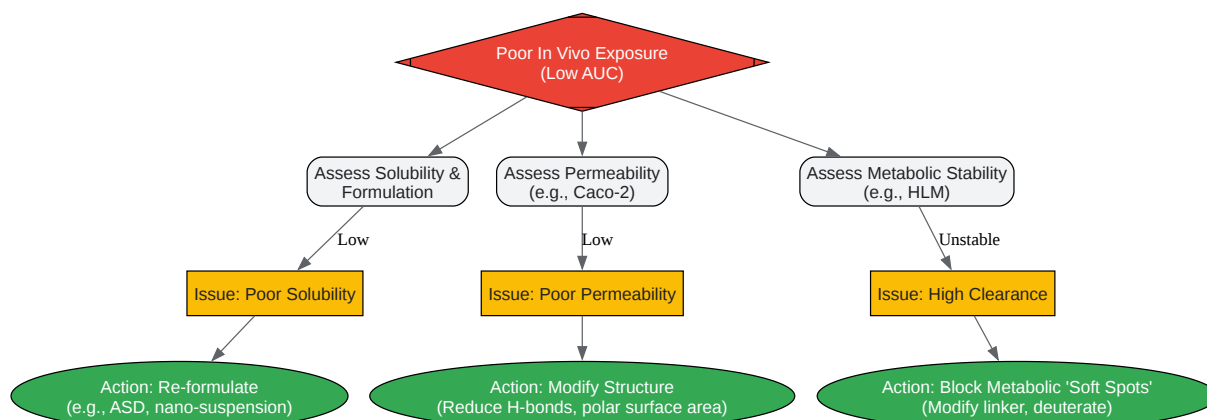 Poor In Vivo Exposure
(Low AUC)
Assess Solubility &
Formulation
Assess Permeability
(e.g., Caco-2)
Assess Metabolic Stability
(e.g., HLM)
Low
Low
Unstable
Issue: Poor Solubility
Issue: Poor Permeability
Issue: High Clearance
Action: Re-formulate
(e.g., ASD, nano-suspension)
Action: Modify Structure
(Reduce H-bonds, polar surface area)
Action: Block Metabolic 'Soft Spots'
(Modify linker, deuterate)